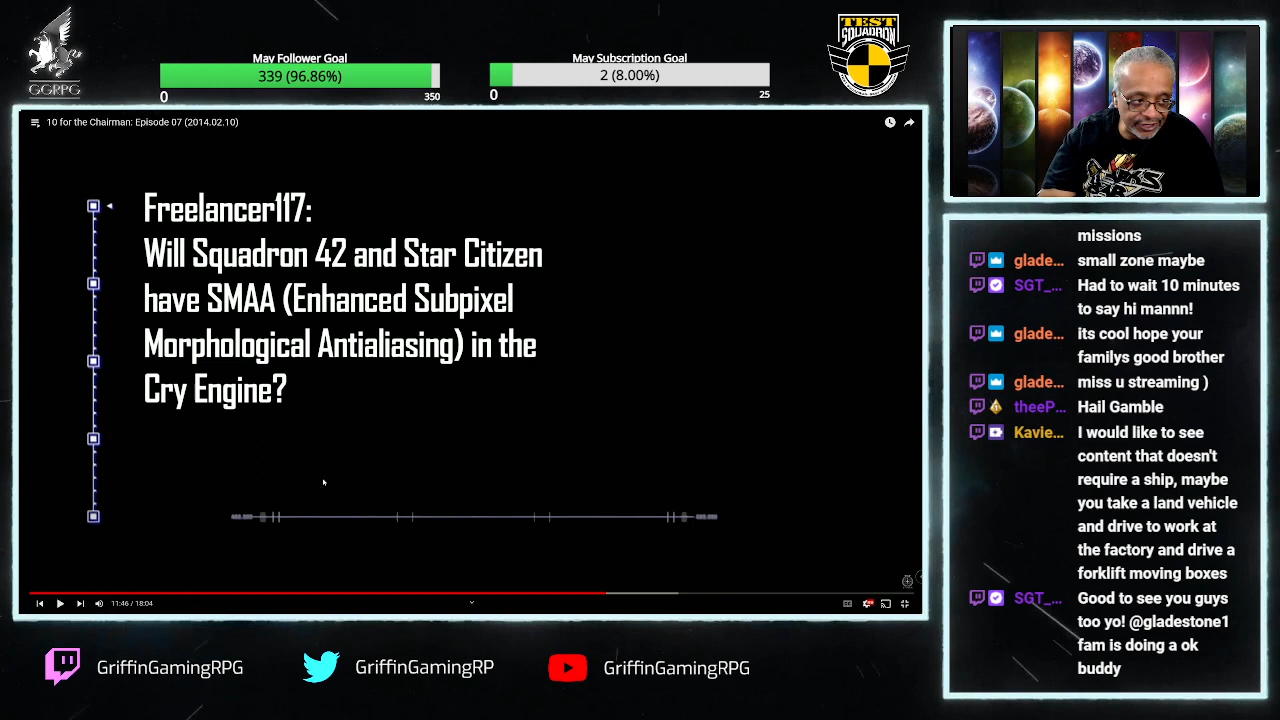 GGRPG
May Follower Goal
339 (96.86%)
0
350
May Subscription Goal
2 (8.00%)
0
25
TEST
SQUADRON
10 for the Chairman: Episode 07 (2014.02.10)
Freelancer117:
Will Squadron 42 and Star Citizen
have SMAA (Enhanced Subpixel
Morphological Antialiasing) in the
Cry Engine?
11:46 / 18:04
missions
glade... small zone maybe
SGT_... Had to wait 10 minutes
to say hi mannn!
glade... its cool hope your
familys good brother
glade... miss u streaming )
theeP... Hail Gamble
Kavie... I would like to see
content that doesn't
require a ship, maybe
you take a land vehicle
and drive to work at
the factory and drive a
forklift moving boxes
SGT_... Good to see you guys
too yo! @gladestone1
fam is doing a ok
buddy
GriffinGamingRPG
GriffinGamingRP
GriffinGamingRPG